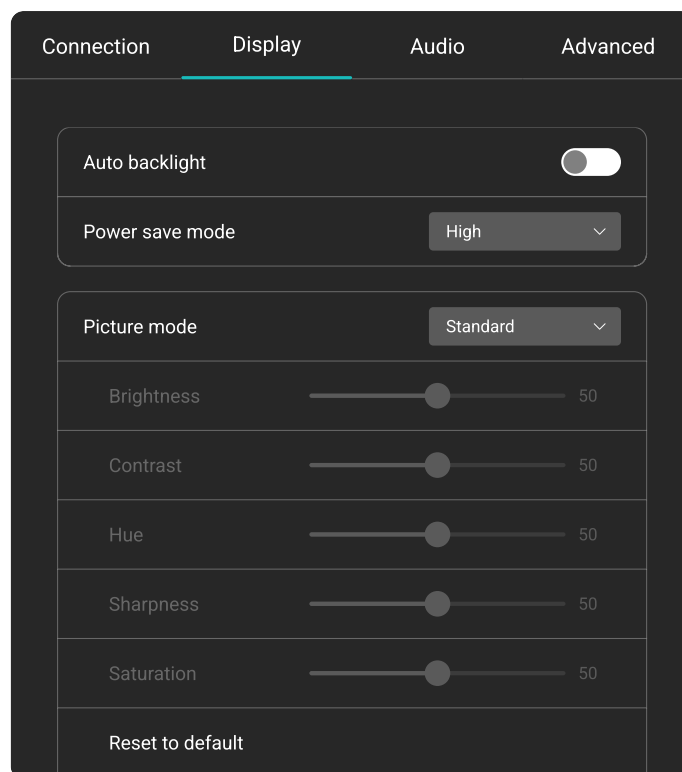 Connection Display Audio Advanced
Auto backlight
Power save mode High
Picture mode Standard
Brightness 50
Contrast 50
Hue 50
Sharpness 50
Saturation 50
Reset to default